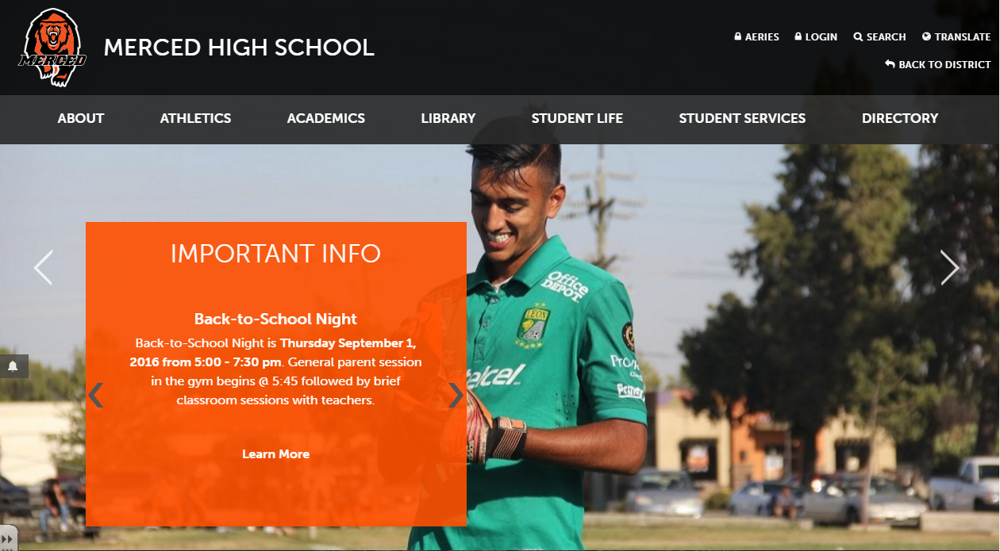 MERCED
MERCED HIGH SCHOOL
AERIES
LOGIN
SEARCH
TRANSLATE
BACK TO DISTRICT
ABOUT
ATHLETICS
ACADEMICS
LIBRARY
STUDENT LIFE
STUDENT SERVICES
DIRECTORY
IMPORTANT INFO
Back-to-School Night
Back-to-School Night is Thursday September 1,
2016 from 5:00 - 7:30 pm. General parent session
in the gym begins @ 5:45 followed by brief
classroom sessions with teachers.
Learn More
Office
DEPOT
LEON
telcel